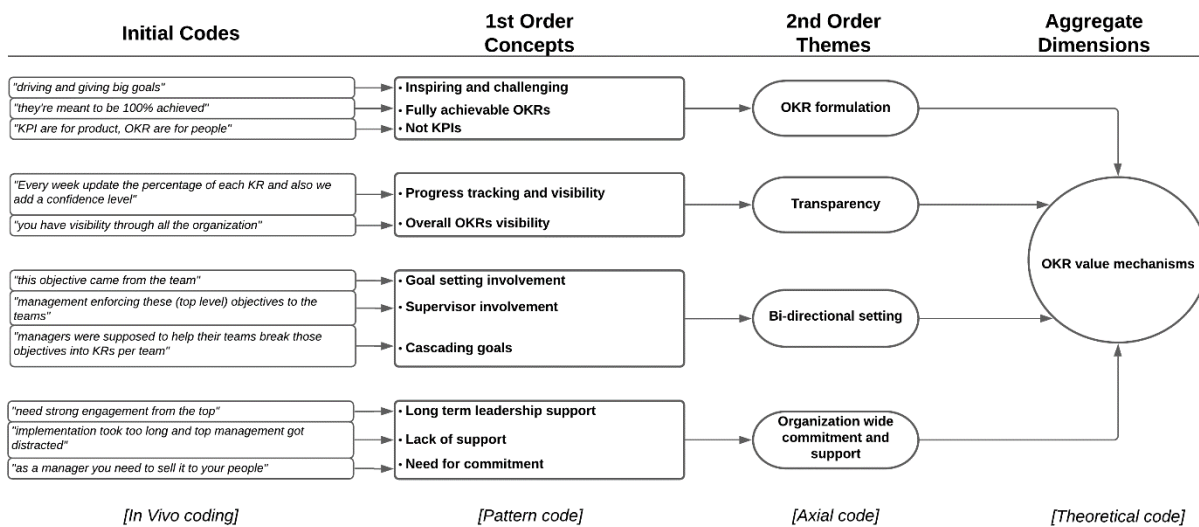 Initial Codes
1st Order
Concepts
2nd Order
Themes
Aggregate
Dimensions
"driving and giving big goals"
"they're meant to be 100% achieved"
"KPI are for product, OKR are for people"
· Inspiring and challenging
· Fully achievable OKRs
· Not KPIs
OKR formulation
"Every week update the percentage of each KR and also we
add a confidence level"
"you have visibility through all the organization"
· Progress tracking and visibility
· Overall OKRs visibility
Transparency
"this objective came from the team"
"management enforcing these (top level) objectives to the
teams"
"managers were supposed to help their teams break those
objectives into KRs per team"
· Goal setting involvement
· Supervisor involvement
· Cascading goals
Bi-directional setting
"need strong engagement from the top"
"implementation took too long and top management got
distracted"
"as a manager you need to sell it to your people"
· Long term leadership support
· Lack of support
· Need for commitment
Organization wide
commitment and
support
OKR value mechanisms
[In Vivo coding]
[Pattern code]
[Axial code]
[Theoretical code]